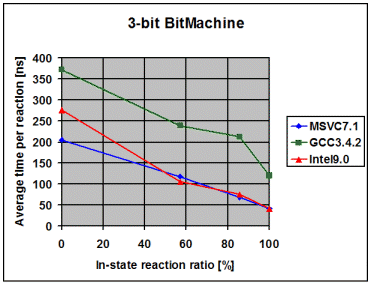 3-bit BitMachine
Average time per reaction [ns]
400
350
300
250
200
150
100
50
0
0 20 40 60 80 100
In-state reaction ratio [%]
MSVC7.1
GCC3.4.2
Intel9.0